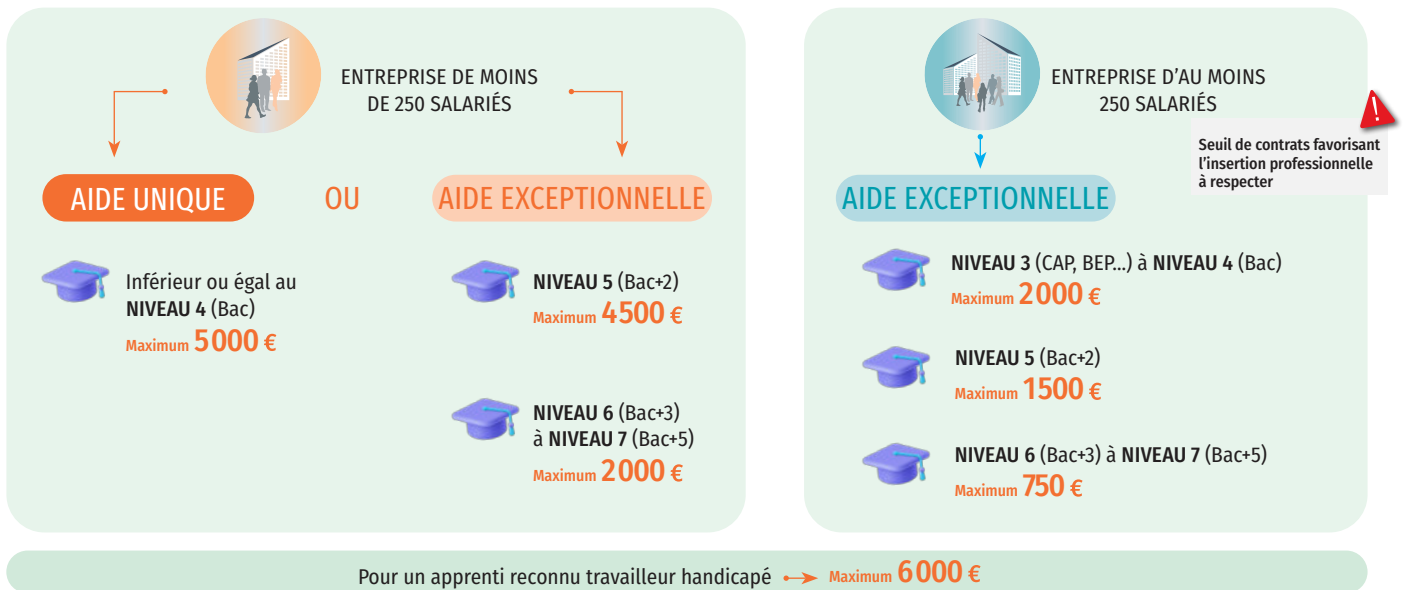 ENTREPRISE DE MOINS
DE 250 SALARIÉS
AIDE UNIQUE
OU
AIDE EXCEPTIONNELLE
Inférieur ou égal au
NIVEAU 4 (Bac)
Maximum 5000 €
NIVEAU 5 (Bac+2)
Maximum 4500 €
NIVEAU 6 (Bac+3)
à NIVEAU 7 (Bac+5)
Maximum 2000 €
ENTREPRISE D’AU MOINS
250 SALARIÉS
!
Seuil de contrats favorisant
l’insertion professionnelle
à respecter
AIDE EXCEPTIONNELLE
NIVEAU 3 (CAP, BEP...) à NIVEAU 4 (Bac)
Maximum 2000 €
NIVEAU 5 (Bac+2)
Maximum 1500 €
NIVEAU 6 (Bac+3) à NIVEAU 7 (Bac+5)
Maximum 750 €
Pour un apprenti reconnu travailleur handicapé Maximum 6000 €